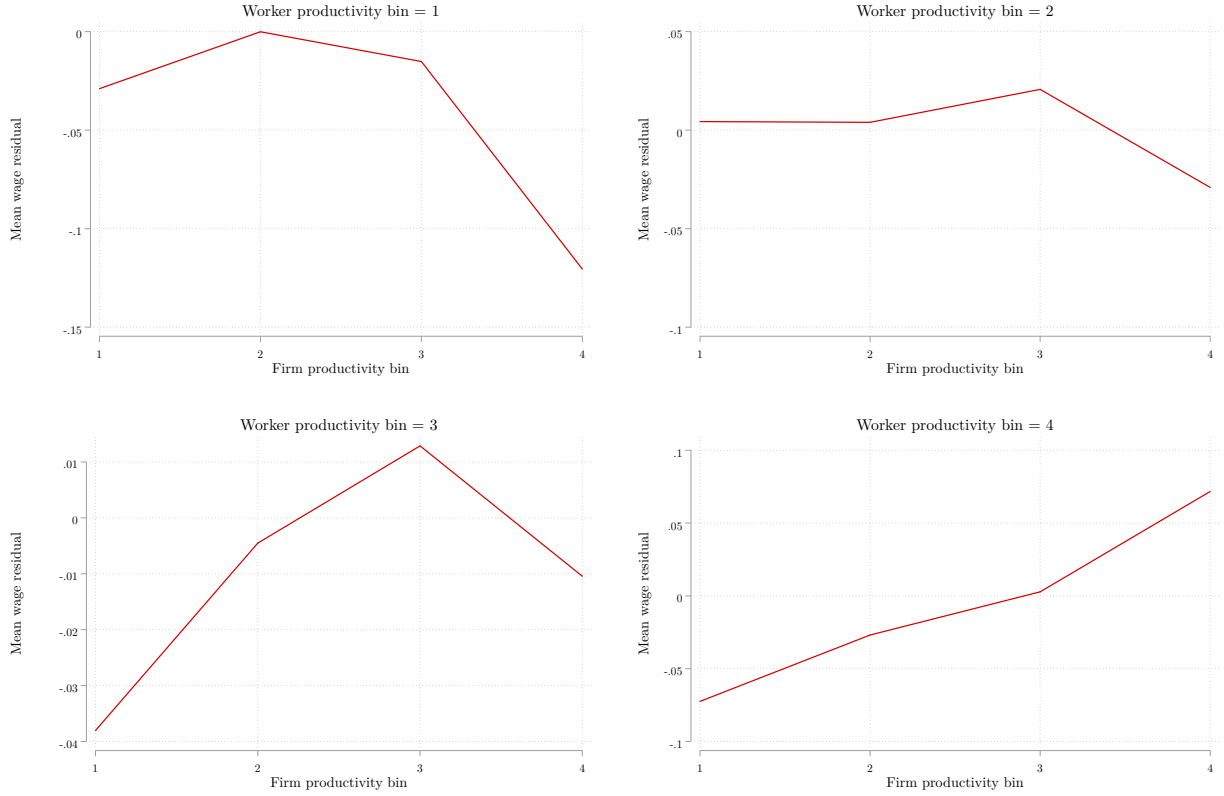 Worker productivity bin = 1
Mean wage residual
0
-.05
-.1
-.15
1 2 3 4
Firm productivity bin
Worker productivity bin = 2
Mean wage residual
.05
0
-.05
-.1
1 2 3 4
Firm productivity bin
Worker productivity bin = 3
Mean wage residual
.01
0
-.01
-.02
-.03
-.04
1 2 3 4
Firm productivity bin
Worker productivity bin = 4
Mean wage residual
.1
.05
0
-.05
-.1
1 2 3 4
Firm productivity bin